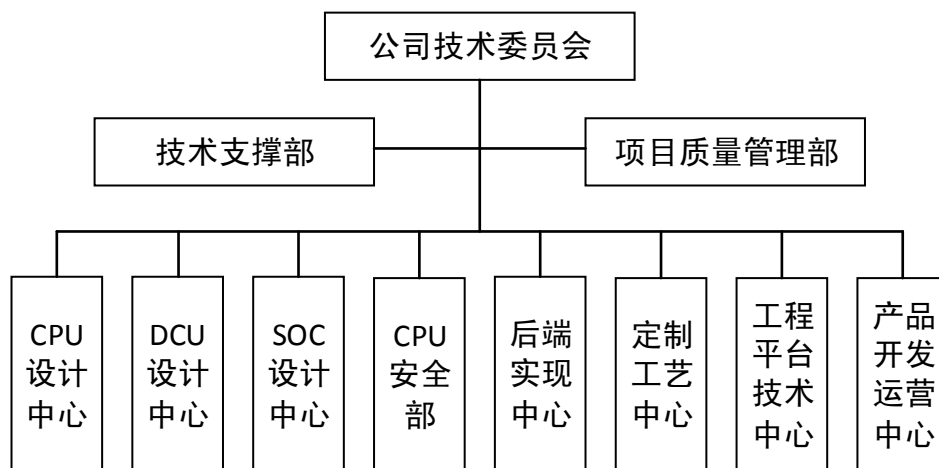 公司技术委员会
技术支撑部
项目质量管理部
CPU
设计
中心
DCU
设计
中心
SOC
设计
中心
CPU
安全
部
后端
实现
中心
定制
工艺
中心
工程
平台
技术
中心
产品
开发
运营
中心